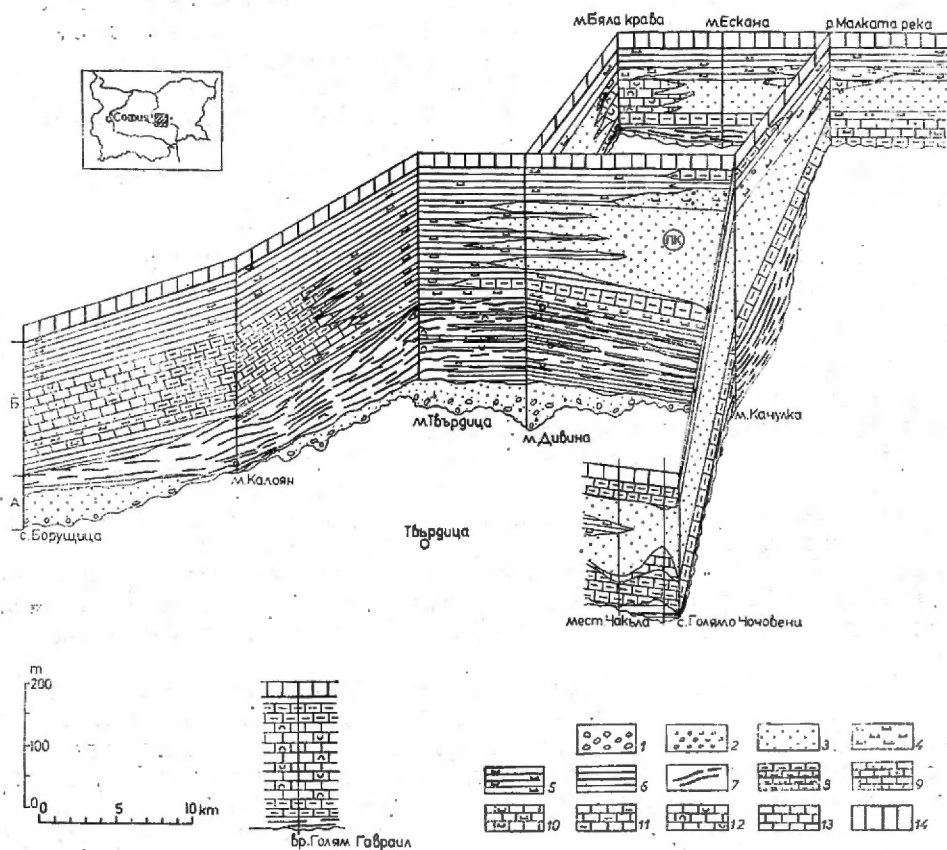 м.Бяла крава
м.Ескана
р.Малката река
София
ПК
Б
А
м.Качулка
м.Твърдица
м.Дивина
м.Калоян
с.Борущица
Твърдица
мест.Чакъла
с.Голямо Чочовени
m
200
100
0
0 5 10 km
вр.Голям Гавраил
1 2 3 4
5 6 7 8 9
10 11 12 13 14